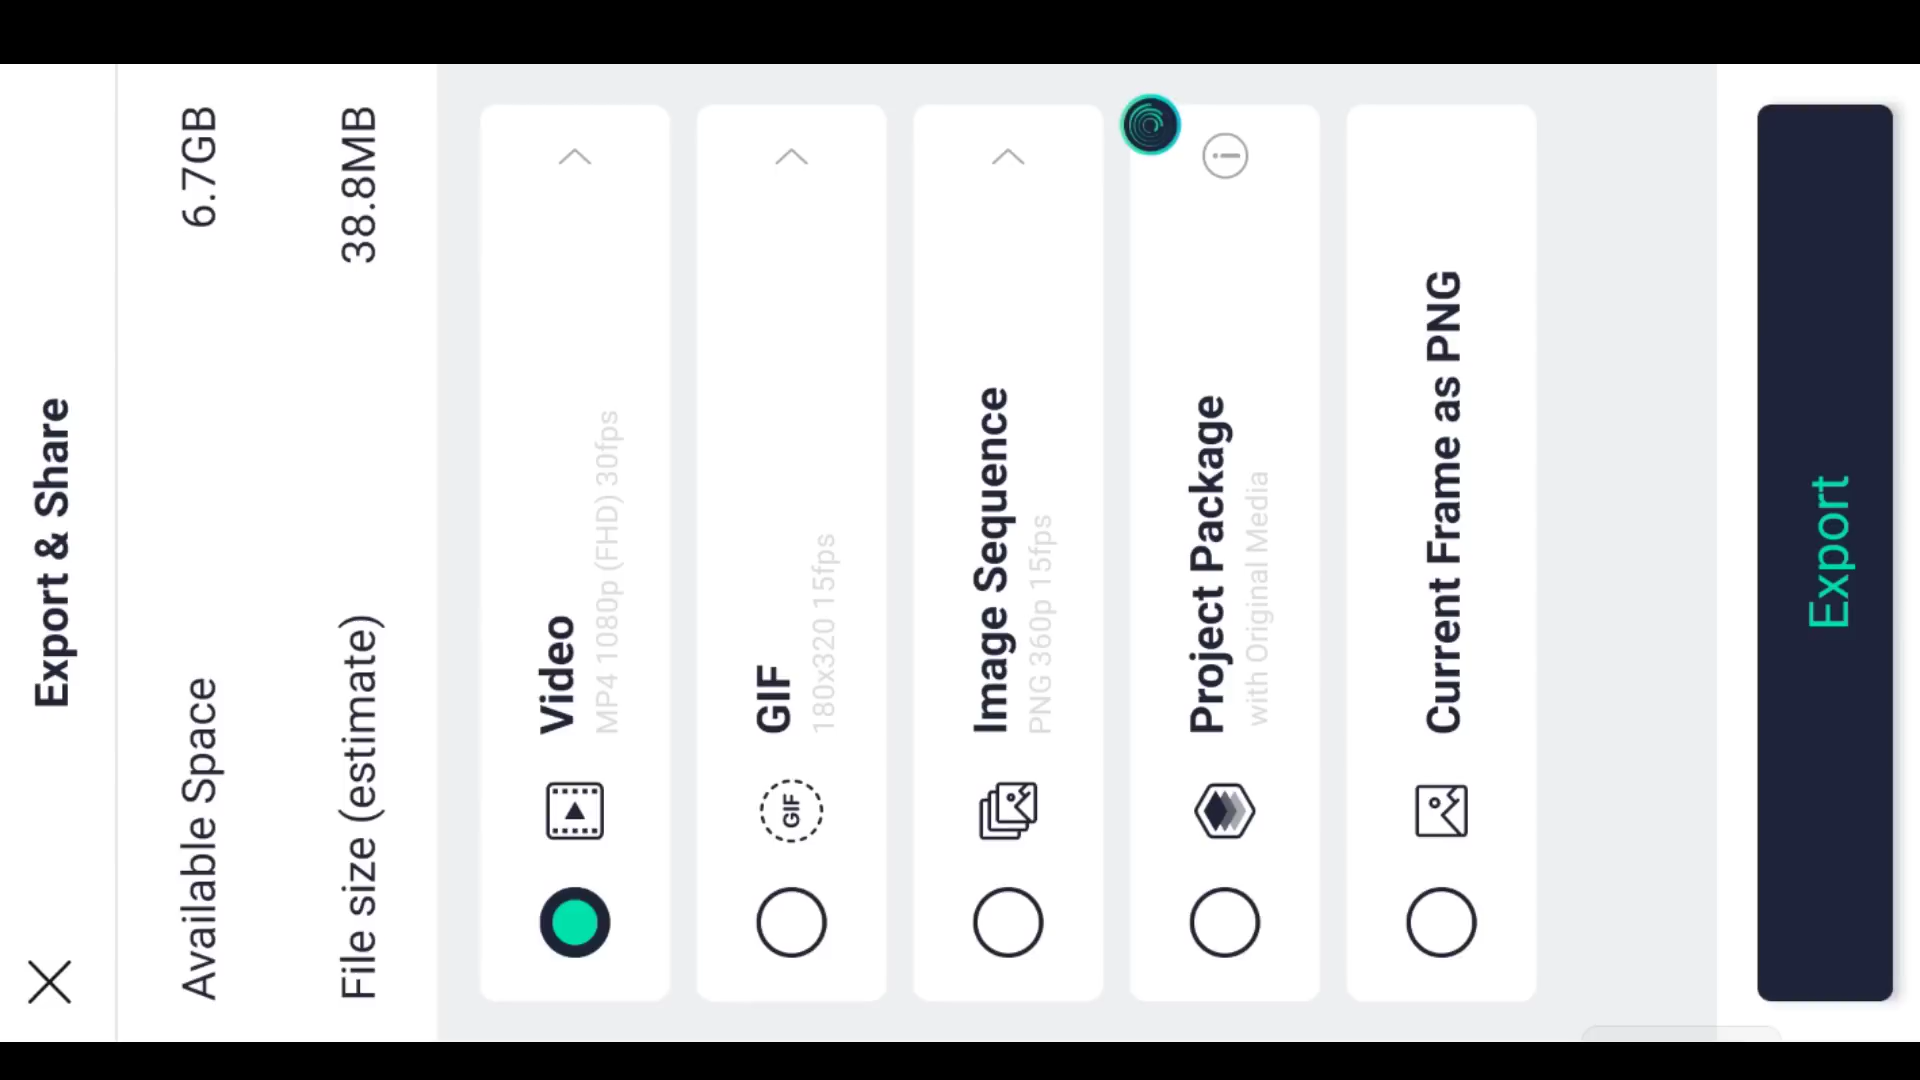 Export & Share
Available Space 6.7GB
File size (estimate) 38.8MB
Video
MP4 1080p (FHD) 30fps
GIF
GIF
180x320 15fps
Image Sequence
PNG 360p 15fps
Project Package
with Original Media
Current Frame as PNG
Export